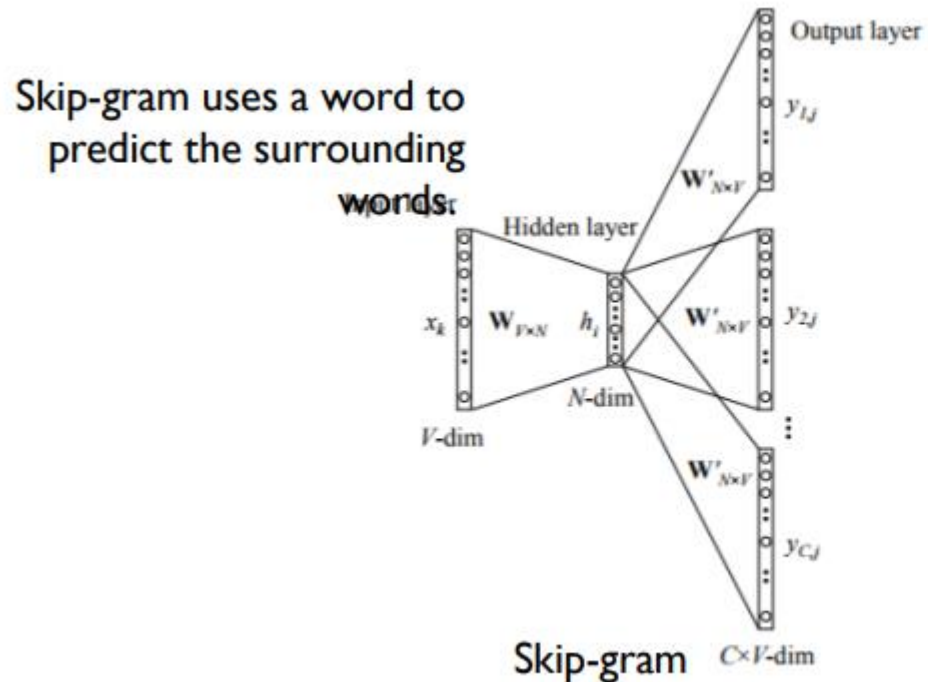 Skip-gram uses a word to
predict the surrounding
words.
Output layer
y1,j
W'N×V
Hidden layer
xk
WV×N
hi
W'N×V
y2,j
N-dim
V-dim
W'N×V
yC,j
Skip-gram
C×V-dim